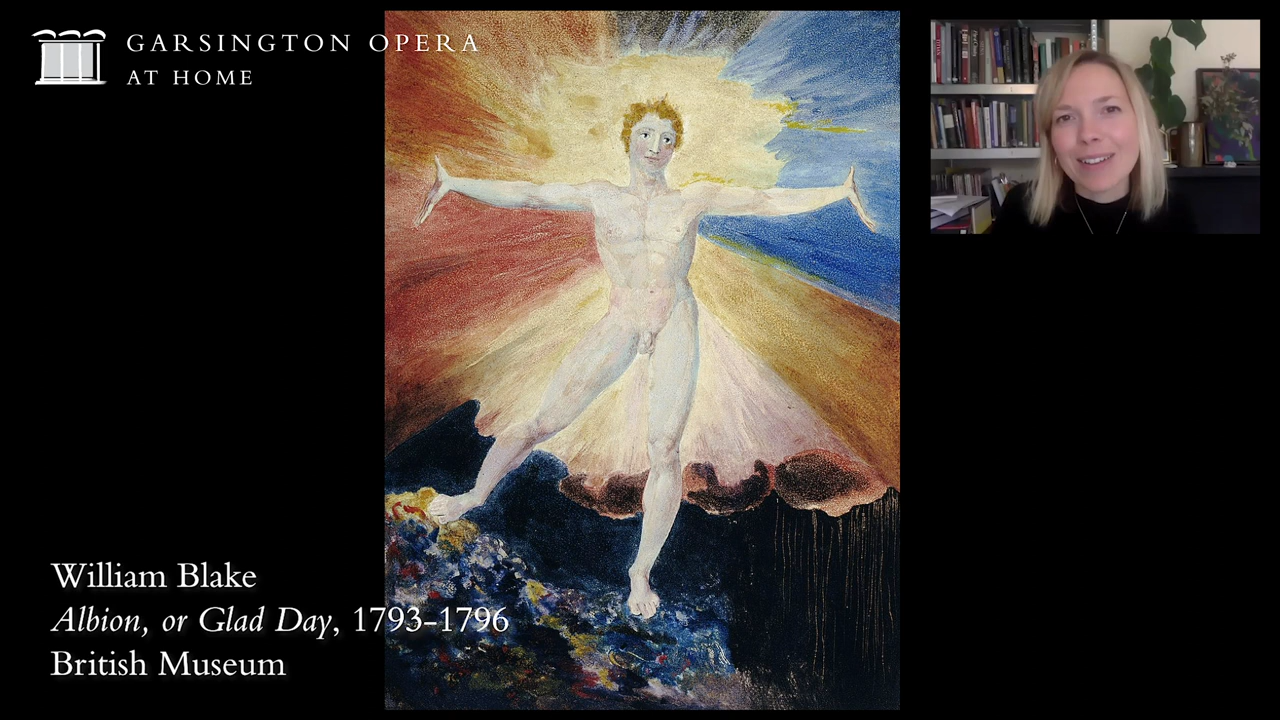 GARSINGTON OPERA
AT HOME
William Blake
Albion, or Glad Day, 1793-1796
British Museum